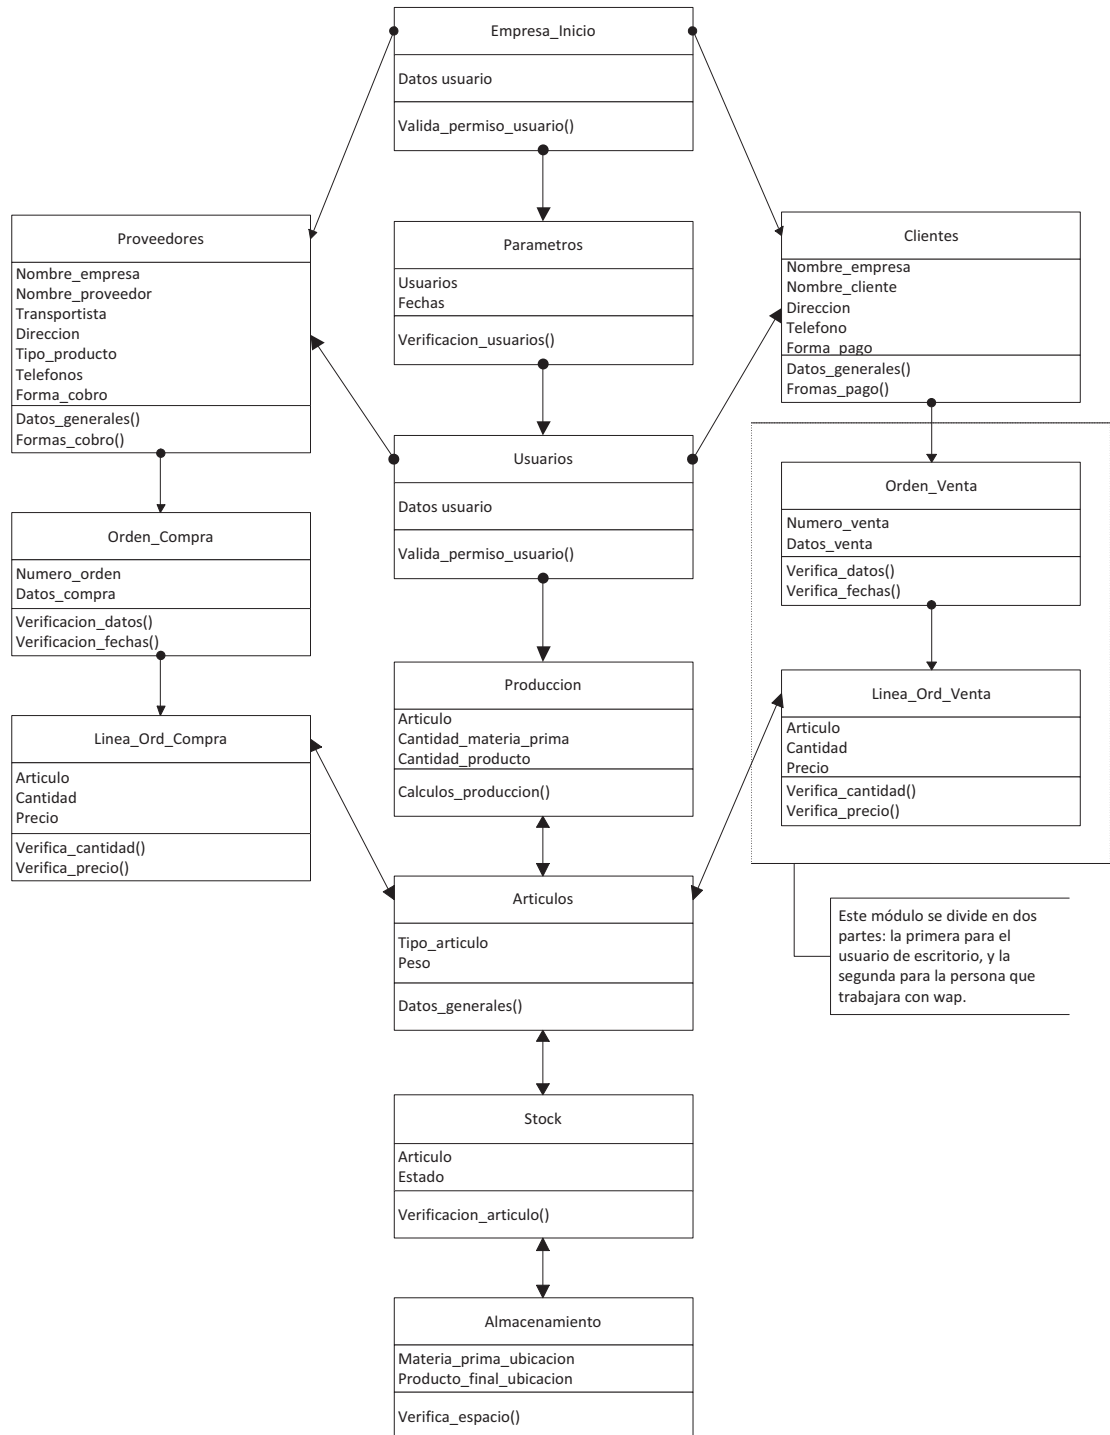 Empresa_Inicio
Datos usuario
Valida_permiso_usuario()
Proveedores
Nombre_empresa
Nombre_proveedor
Transportista
Direccion
Tipo_producto
Telefonos
Forma_cobro
Datos_generales()
Formas_cobro()
Parametros
Usuarios
Fechas
Verificacion_usuarios()
Clientes
Nombre_empresa
Nombre_cliente
Direccion
Telefono
Forma_pago
Datos_generales()
Fromas_pago()
Usuarios
Datos usuario
Valida_permiso_usuario()
Orden_Venta
Numero_venta
Datos_venta
Verifica_datos()
Verifica_fechas()
Orden_Compra
Numero_orden
Datos_compra
Verificacion_datos()
Verificacion_fechas()
Produccion
Articulo
Cantidad_materia_prima
Cantidad_producto
Calculos_produccion()
Linea_Ord_Venta
Articulo
Cantidad
Precio
Verifica_cantidad()
Verifica_precio()
Linea_Ord_Compra
Articulo
Cantidad
Precio
Verifica_cantidad()
Verifica_precio()
Articulos
Tipo_articulo
Peso
Datos_generales()
Este módulo se divide en dos
partes: la primera para el
usuario de escritorio, y la
segunda para la persona que
trabajara con wap.
Stock
Articulo
Estado
Verificacion_articulo()
Almacenamiento
Materia_prima_ubicacion
Producto_final_ubicacion
Verifica_espacio()